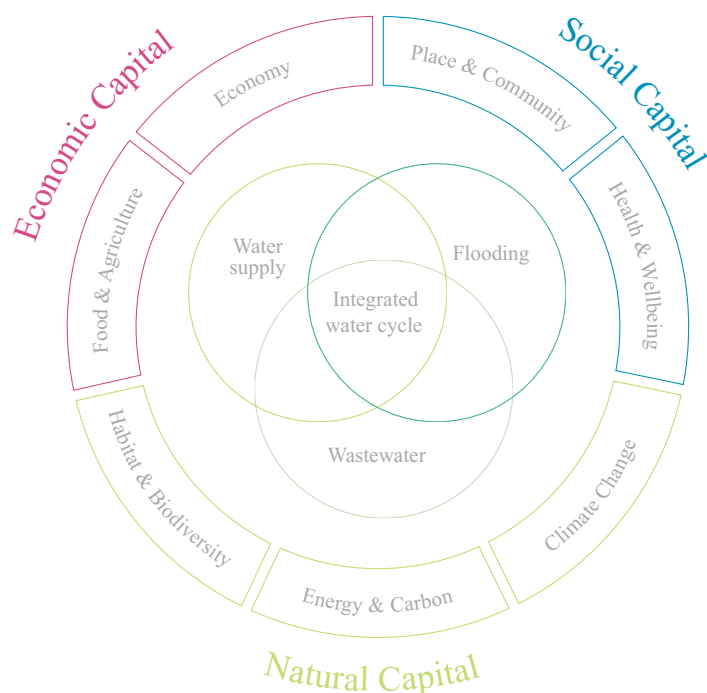 Economic Capital
Social Capital
Economy
Place & Community
Food & Agriculture
Health & Wellbeing
Water
supply
Flooding
Integrated
water cycle
Wastewater
Habitat & Biodiversity
Climate Change
Energy & Carbon
Natural Capital